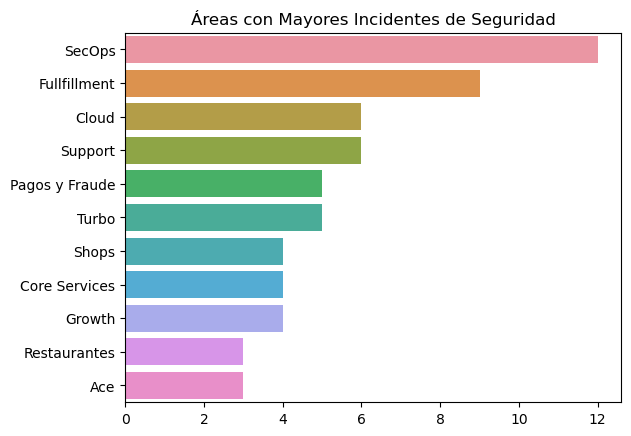 Áreas con Mayores Incidentes de Seguridad
SecOps
Fullfillment
Cloud
Support
Pagos y Fraude
Turbo
Shops
Core Services
Growth
Restaurantes
Ace
0 2 4 6 8 10 12